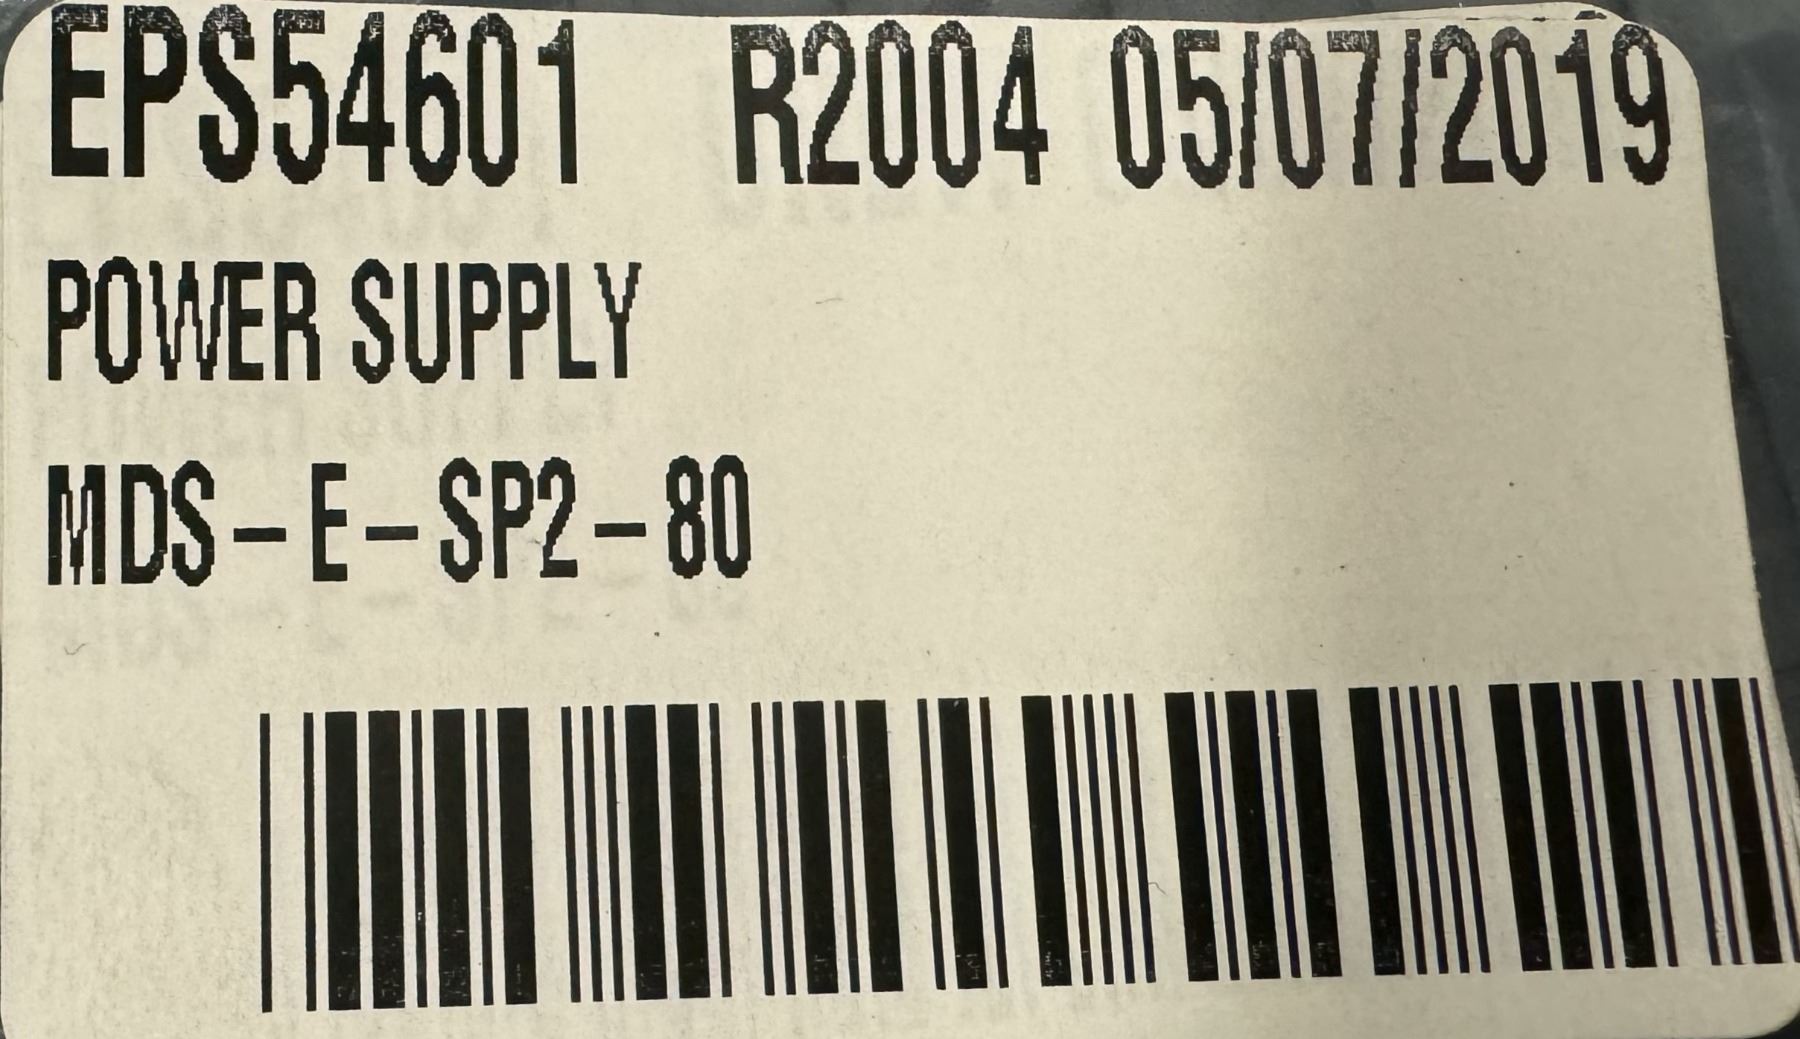 EPS54601 R2004 05/07/2019
POWER SUPPLY
MDS-E-SP2-80